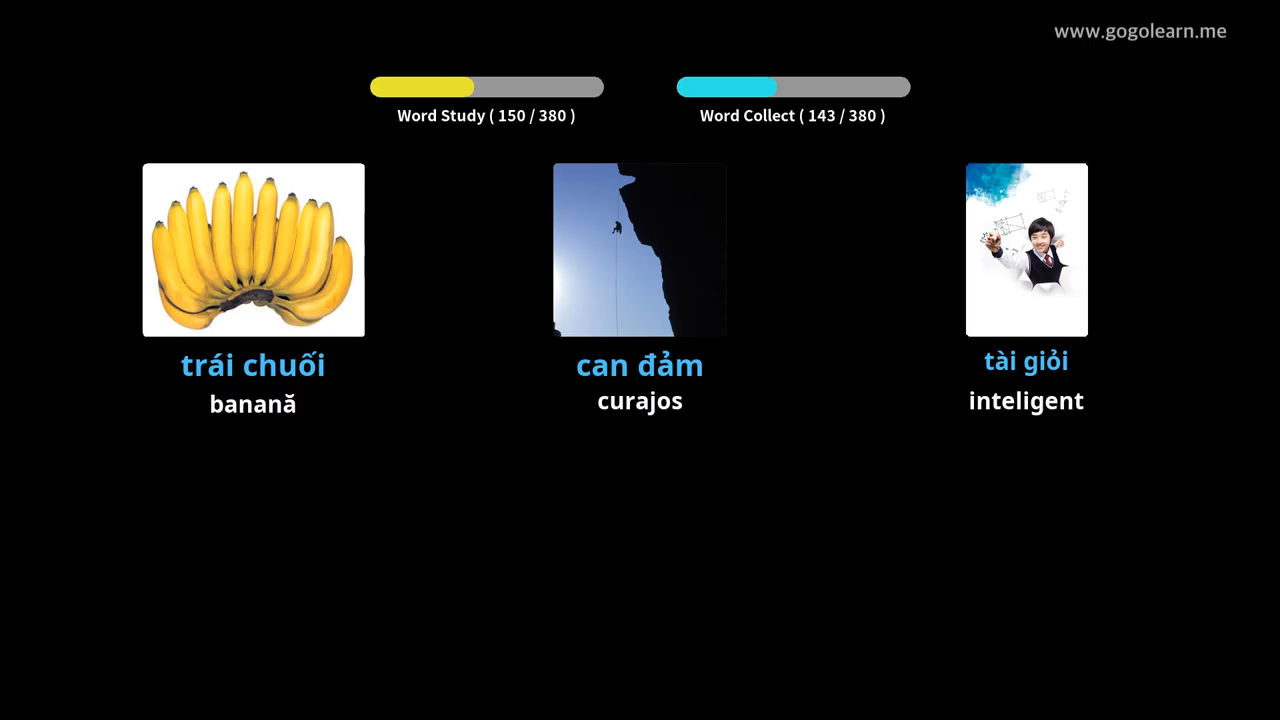 www.gogolearn.me
Word Study ( 150 / 380 )
Word Collect ( 143 / 380 )
trái chuối
can đảm
tài giỏi
banană
curajos
inteligent